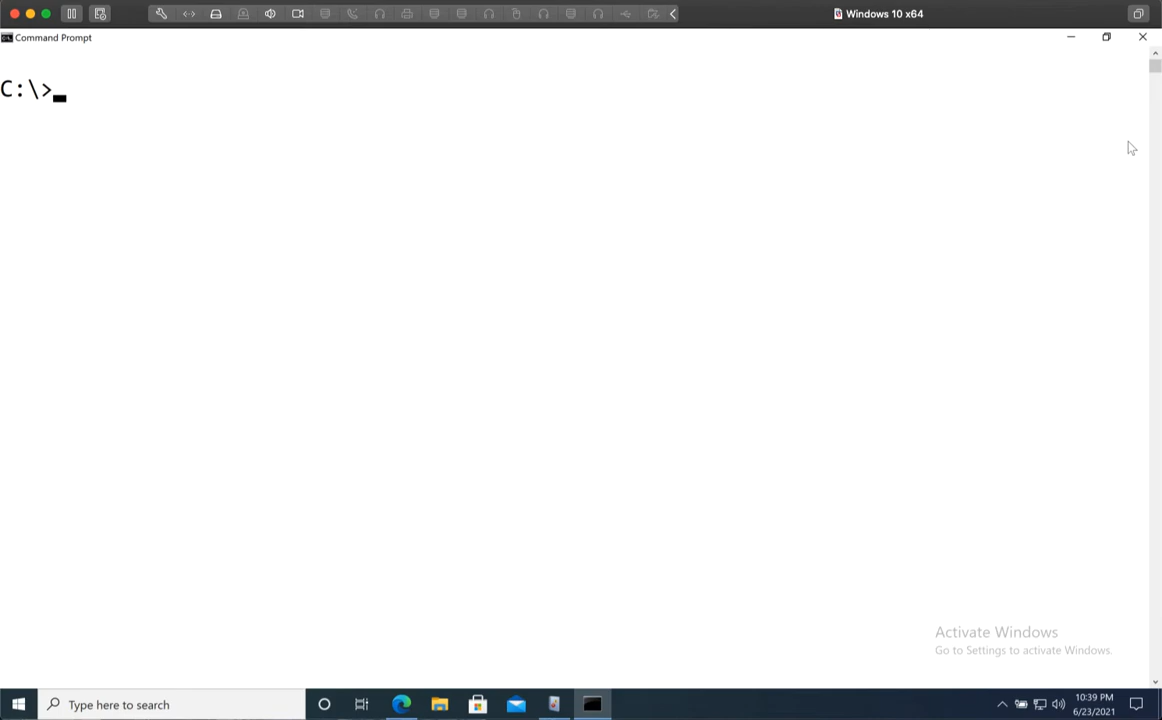 Windows 10 x64
Command Prompt
C:\>
Activate Windows
Go to Settings to activate Windows.
Type here to search
10:39 PM
6/23/2021